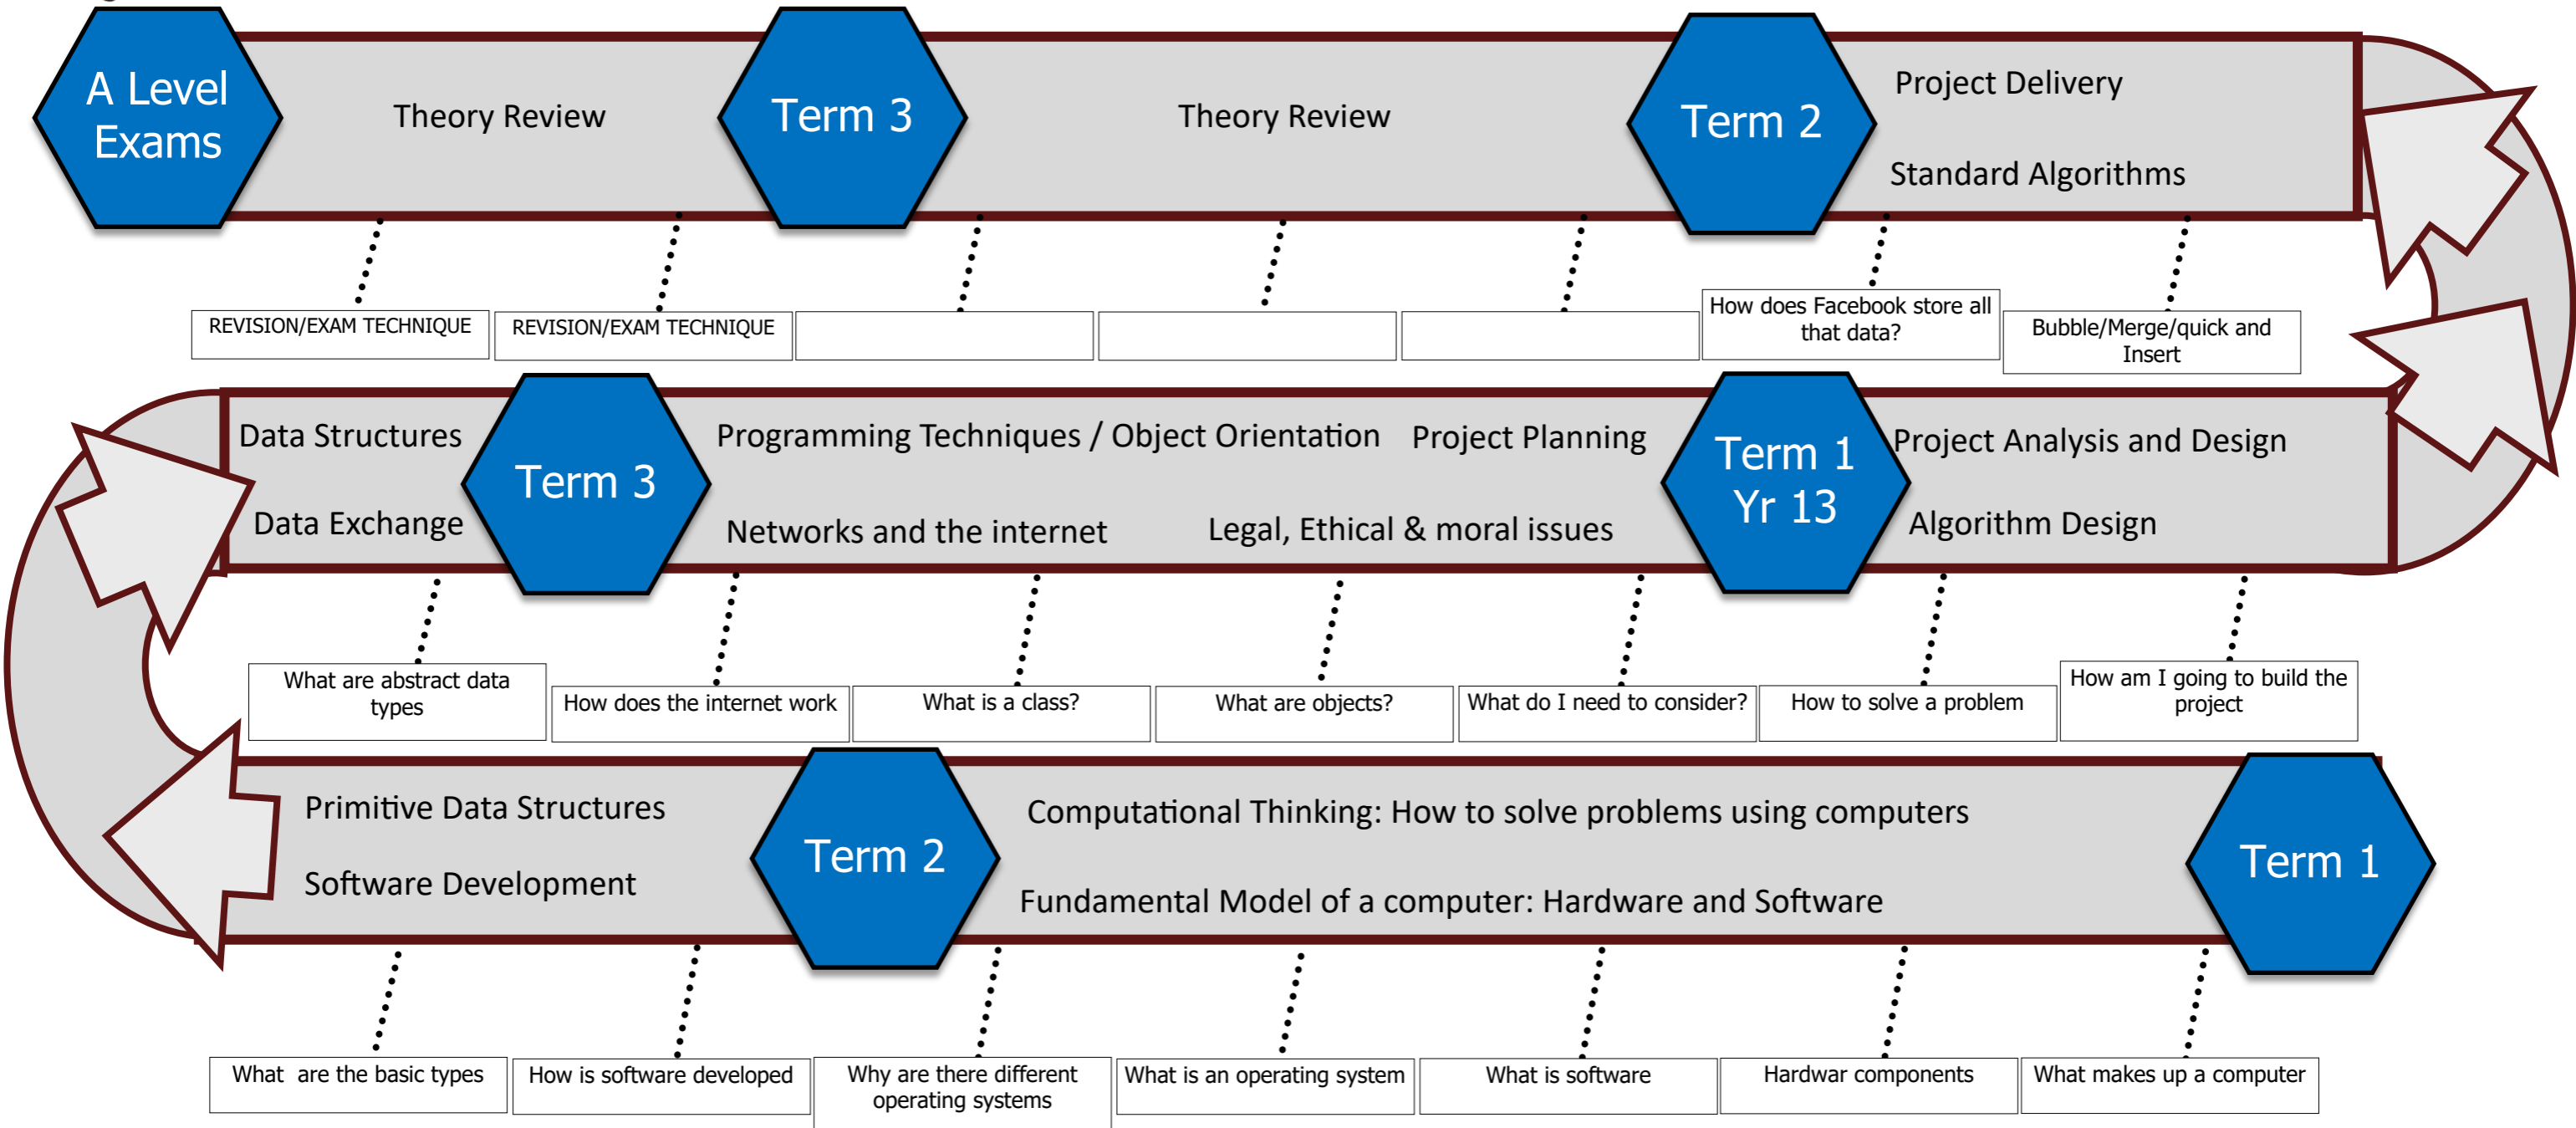 A Level
Exams
Theory Review
Term 3
Theory Review
Term 2
Project Delivery
Standard Algorithms
REVISION/EXAM TECHNIQUE
REVISION/EXAM TECHNIQUE
How does Facebook store all
that data?
Bubble/Merge/quick and
Insert
Data Structures
Data Exchange
Term 3
Programming Techniques / Object Orientation
Project Planning
Networks and the internet
Legal, Ethical & moral issues
Term 1
Yr 13
Project Analysis and Design
Algorithm Design
What are abstract data
types
How does the internet work
What is a class?
What are objects?
What do I need to consider?
How to solve a problem
How am I going to build the
project
Primitive Data Structures
Software Development
Term 2
Computational Thinking: How to solve problems using computers
Fundamental Model of a computer: Hardware and Software
Term 1
What  are the basic types
How is software developed
Why are there different
operating systems
What is an operating system
What is software
Hardwar components
What makes up a computer